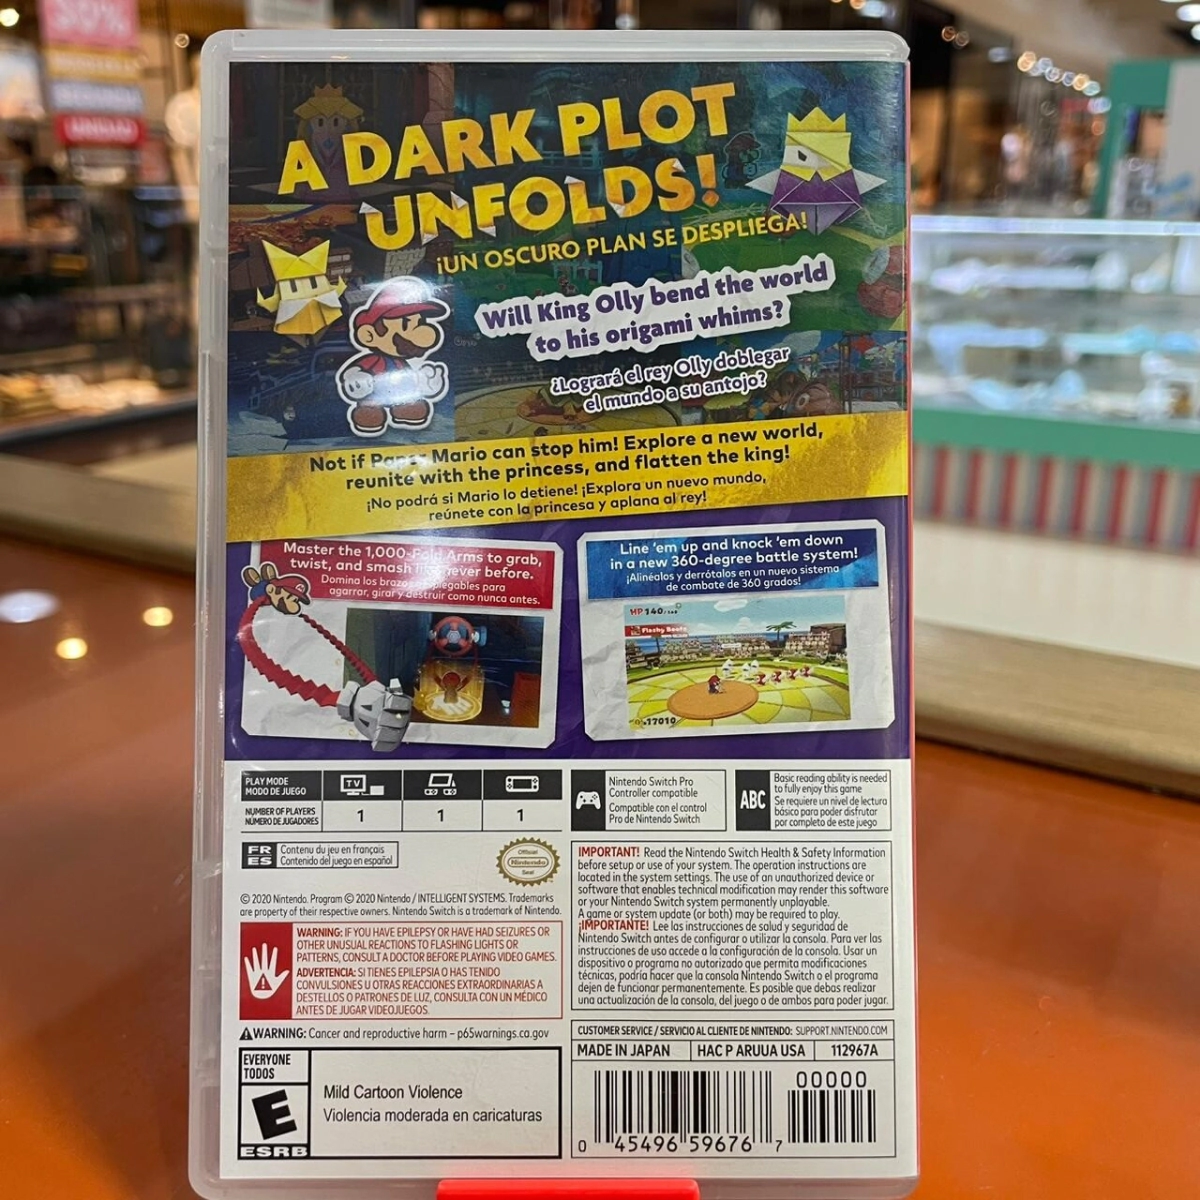 50%
UNIDAD
A DARK PLOT
UNFOLDS!
¡UN OSCURO PLAN SE DESPLIEGA!
Will King Olly bend the world
to his origami whims?
¿Logrará el rey Olly doblegar
el mundo a su antojo?
Not if Paper Mario can stop him! Explore a new world,
reunite with the princess, and flatten the king!
¡No podrá si Mario lo detiene! ¡Explora un nuevo mundo,
reúnete con la princesa y aplana al rey!
Master the 1,000-Fold Arms to grab,
twist, and smash like never before.
Domina los brazos plegables para
agarrar, girar y destruir como nunca antes.
Line 'em up and knock 'em down
in a new 360-degree battle system!
¡Alinéalos y derrótalos en un nuevo sistema
de combate de 360 grados!
HP 140
Flashy Boots
17010
PLAY MODE
MODO DE JUEGO
TV
NUMBER OF PLAYERS
NÚMERO DE JUGADORES
1 1 1
Nintendo Switch Pro
Controller compatible
Compatible con el control
Pro de Nintendo Switch
ABC
Basic reading ability is needed
to fully enjoy this game
Se requiere un nivel de lectura
básico para poder disfrutar
por completo de este juego
FR Contenu du jeu en français
ES Contenido del juego en español
Official
Nintendo
Seal
© 2020 Nintendo. Program © 2020 Nintendo / INTELLIGENT SYSTEMS. Trademarks
are property of their respective owners. Nintendo Switch is a trademark of Nintendo.
WARNING: IF YOU HAVE EPILEPSY OR HAVE HAD SEIZURES OR
OTHER UNUSUAL REACTIONS TO FLASHING LIGHTS OR
PATTERNS, CONSULT A DOCTOR BEFORE PLAYING VIDEO GAMES.
ADVERTENCIA: SI TIENES EPILEPSIA O HAS TENIDO
CONVULSIONES U OTRAS REACCIONES EXTRAORDINARIAS A
DESTELLOS O PATRONES DE LUZ, CONSULTA CON UN MÉDICO
ANTES DE JUGAR VIDEOJUEGOS.
WARNING: Cancer and reproductive harm – p65warnings.ca.gov
EVERYONE
TODOS
E
ESRB
Mild Cartoon Violence
Violencia moderada en caricaturas
IMPORTANT! Read the Nintendo Switch Health & Safety Information
before setup or use of your system. The operation instructions are
located in the system settings. The use of an unauthorized device or
software that enables technical modification may render this software
or your Nintendo Switch system permanently unplayable.
A game or system update (or both) may be required to play.
¡IMPORTANTE! Lee las instrucciones de salud y seguridad de
Nintendo Switch antes de configurar o utilizar la consola. Para ver las
instrucciones de uso accede a la configuración de la consola. Usar un
dispositivo o programa no autorizado que permita modificaciones
técnicas, podría hacer que la consola Nintendo Switch o el programa
dejen de funcionar permanentemente. Es posible que debas realizar
una actualización de la consola, del juego o de ambos para poder jugar.
CUSTOMER SERVICE / SERVICIO AL CLIENTE DE NINTENDO: SUPPORT.NINTENDO.COM
MADE IN JAPAN HAC P ARUUA USA 112967A
00000
0 45496 59676 7